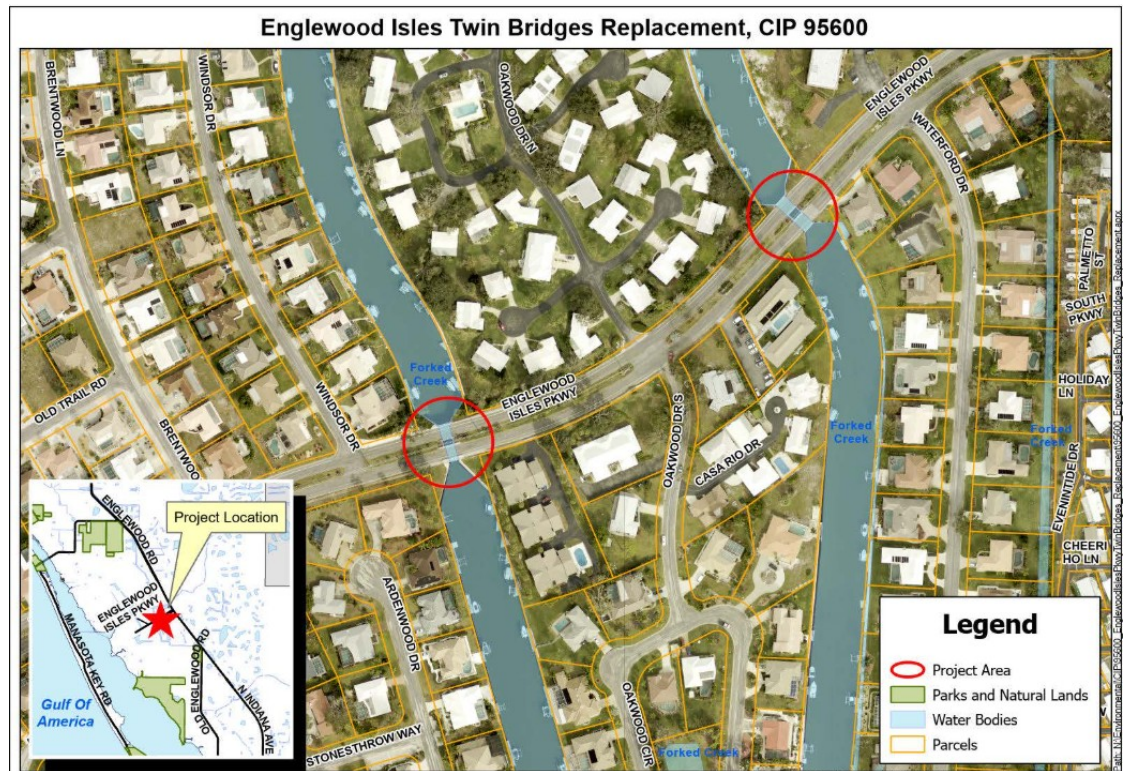 Englewood Isles Twin Bridges Replacement, CIP 95600
BRENTWOOD LN
WINDSOR DR
OAKWOOD DR N
ENGLEWOOD
ISLES PKWY
WATERFORD DR
PALMETTO
ST
SOUTH PKWY
HOLIDAY
LN
OLD TRAIL RD
BRENTWOO
WINDSOR DR
Forked
Creek
ENGLEWOOD
ISLES PKWY
OAKWOOD DR S
CASA RIO DR
Forked
Creek
Forked
Creek
EVENINTIDE DR
CHEERI
HO LN
ARDENWOOD DR
STONESTHROW WAY
OAKWOOD CIR
Forked Creek
Project Location
ENGLEWOOD RD
ENGLEWOOD
ISLES PKWY
MANASOTA KEY RD
OLD ENGLEWOOD RD
N INDIANA AVE
Gulf Of
America
Legend
Project Area
Parks and Natural Lands
Water Bodies
Parcels